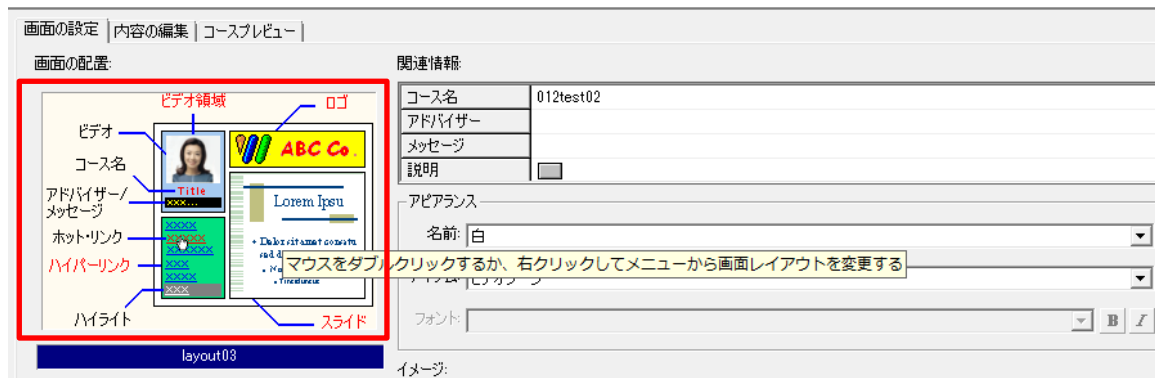 画面の設定 内容の編集 コースプレビュー
画面の配置:
ビデオ領域
ロゴ
ビデオ
コース名
アドバイザー/
メッセージ
ホット・リンク
ハイパーリンク
ハイライト
スライド
ABC Co.
Title
xxx...
Lorem Ipsu
XXXX
XXXXX
XXXXXX
XXX
XXXX
XXX
layout03
関連情報:
コース名 012test02
アドバイザー
メッセージ
説明
アピアランス
名前: 白
マウスをダブルクリックするか、右クリックしてメニューから画面レイアウトを変更する
フォント: B I
イメージ: